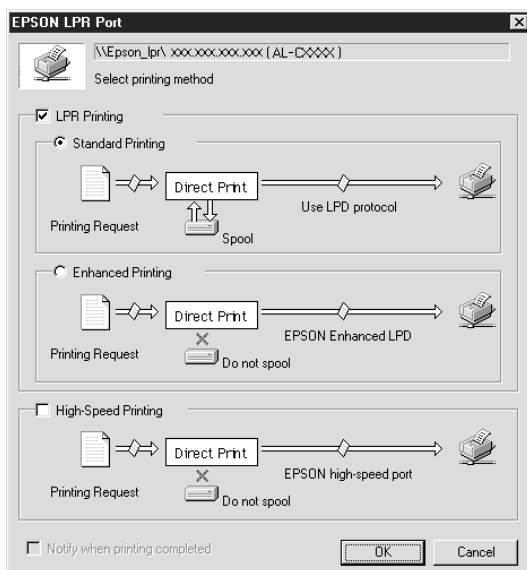 EPSON LPR Port
\\Epson_lpr\ xxx.xxx.xxx.xxx ( AL-CXXXX )
Select printing method
LPR Printing
Standard Printing
Direct Print
Use LPD protocol
Printing Request
Spool
Enhanced Printing
Direct Print
EPSON Enhanced LPD
Printing Request
Do not spool
High-Speed Printing
Direct Print
EPSON high-speed port
Printing Request
Do not spool
Notify when printing completed
OK
Cancel